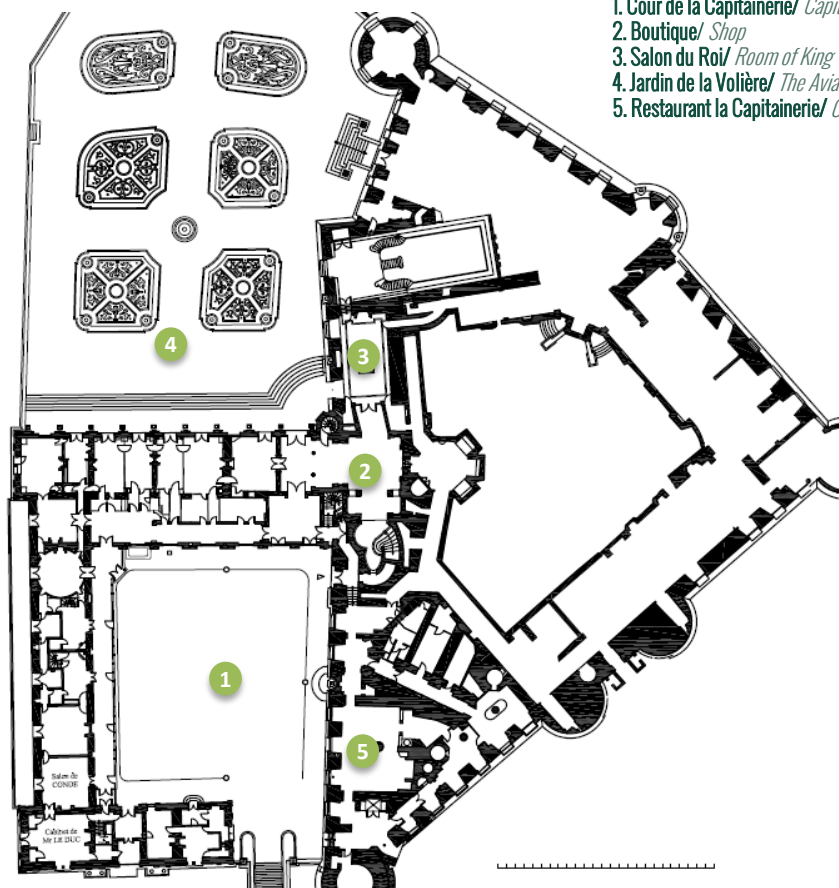 1. Cour de la Capitainerie/
2. Boutique/ Shop
3. Salon du Roi/ Room of King
4. Jardin de la Volière/ The
5. Restaurant la Capitainerie/
4
3
2
1
5
Salon de
CONDE
Cabinet de
Mr LE DUC